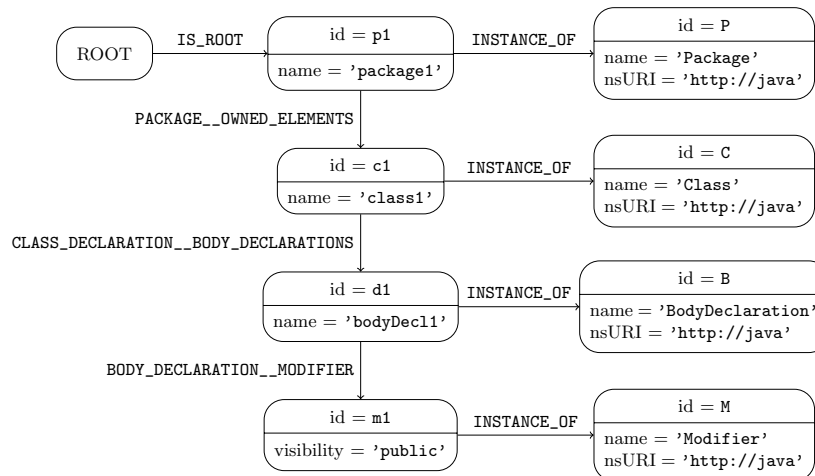 ROOT
IS_ROOT
id = p1
name = 'package1'
INSTANCE_OF
id = P
name = 'Package'
nsURI = 'http://java'
PACKAGE__OWNED_ELEMENTS
id = c1
name = 'class1'
INSTANCE_OF
id = C
name = 'Class'
nsURI = 'http://java'
CLASS_DECLARATION__BODY_DECLARATIONS
id = d1
name = 'bodyDecl1'
INSTANCE_OF
id = B
name = 'BodyDeclaration'
nsURI = 'http://java'
BODY_DECLARATION__MODIFIER
id = m1
visibility = 'public'
INSTANCE_OF
id = M
name = 'Modifier'
nsURI = 'http://java'